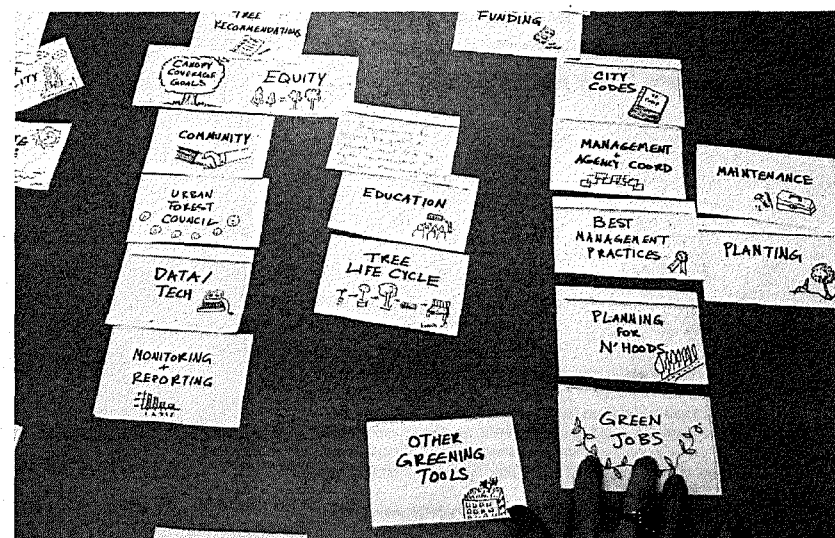 TREE
RECOMMENDATIONS
FUNDING
CANOPY
COVERAGE
GOALS
EQUITY
CITY
CODES
COMMUNITY
MANAGEMENT
+
AGENCY COORD
MAINTENANCE
URBAN
FOREST
COUNCIL
EDUCATION
BEST
MANAGEMENT
PRACTICES
PLANTING
DATA/
TECH
TREE
LIFE CYCLE
PLANNING
FOR
N'HOODS
MONITORING
+
REPORTING
OTHER
GREENING
TOOLS
GREEN
JOBS